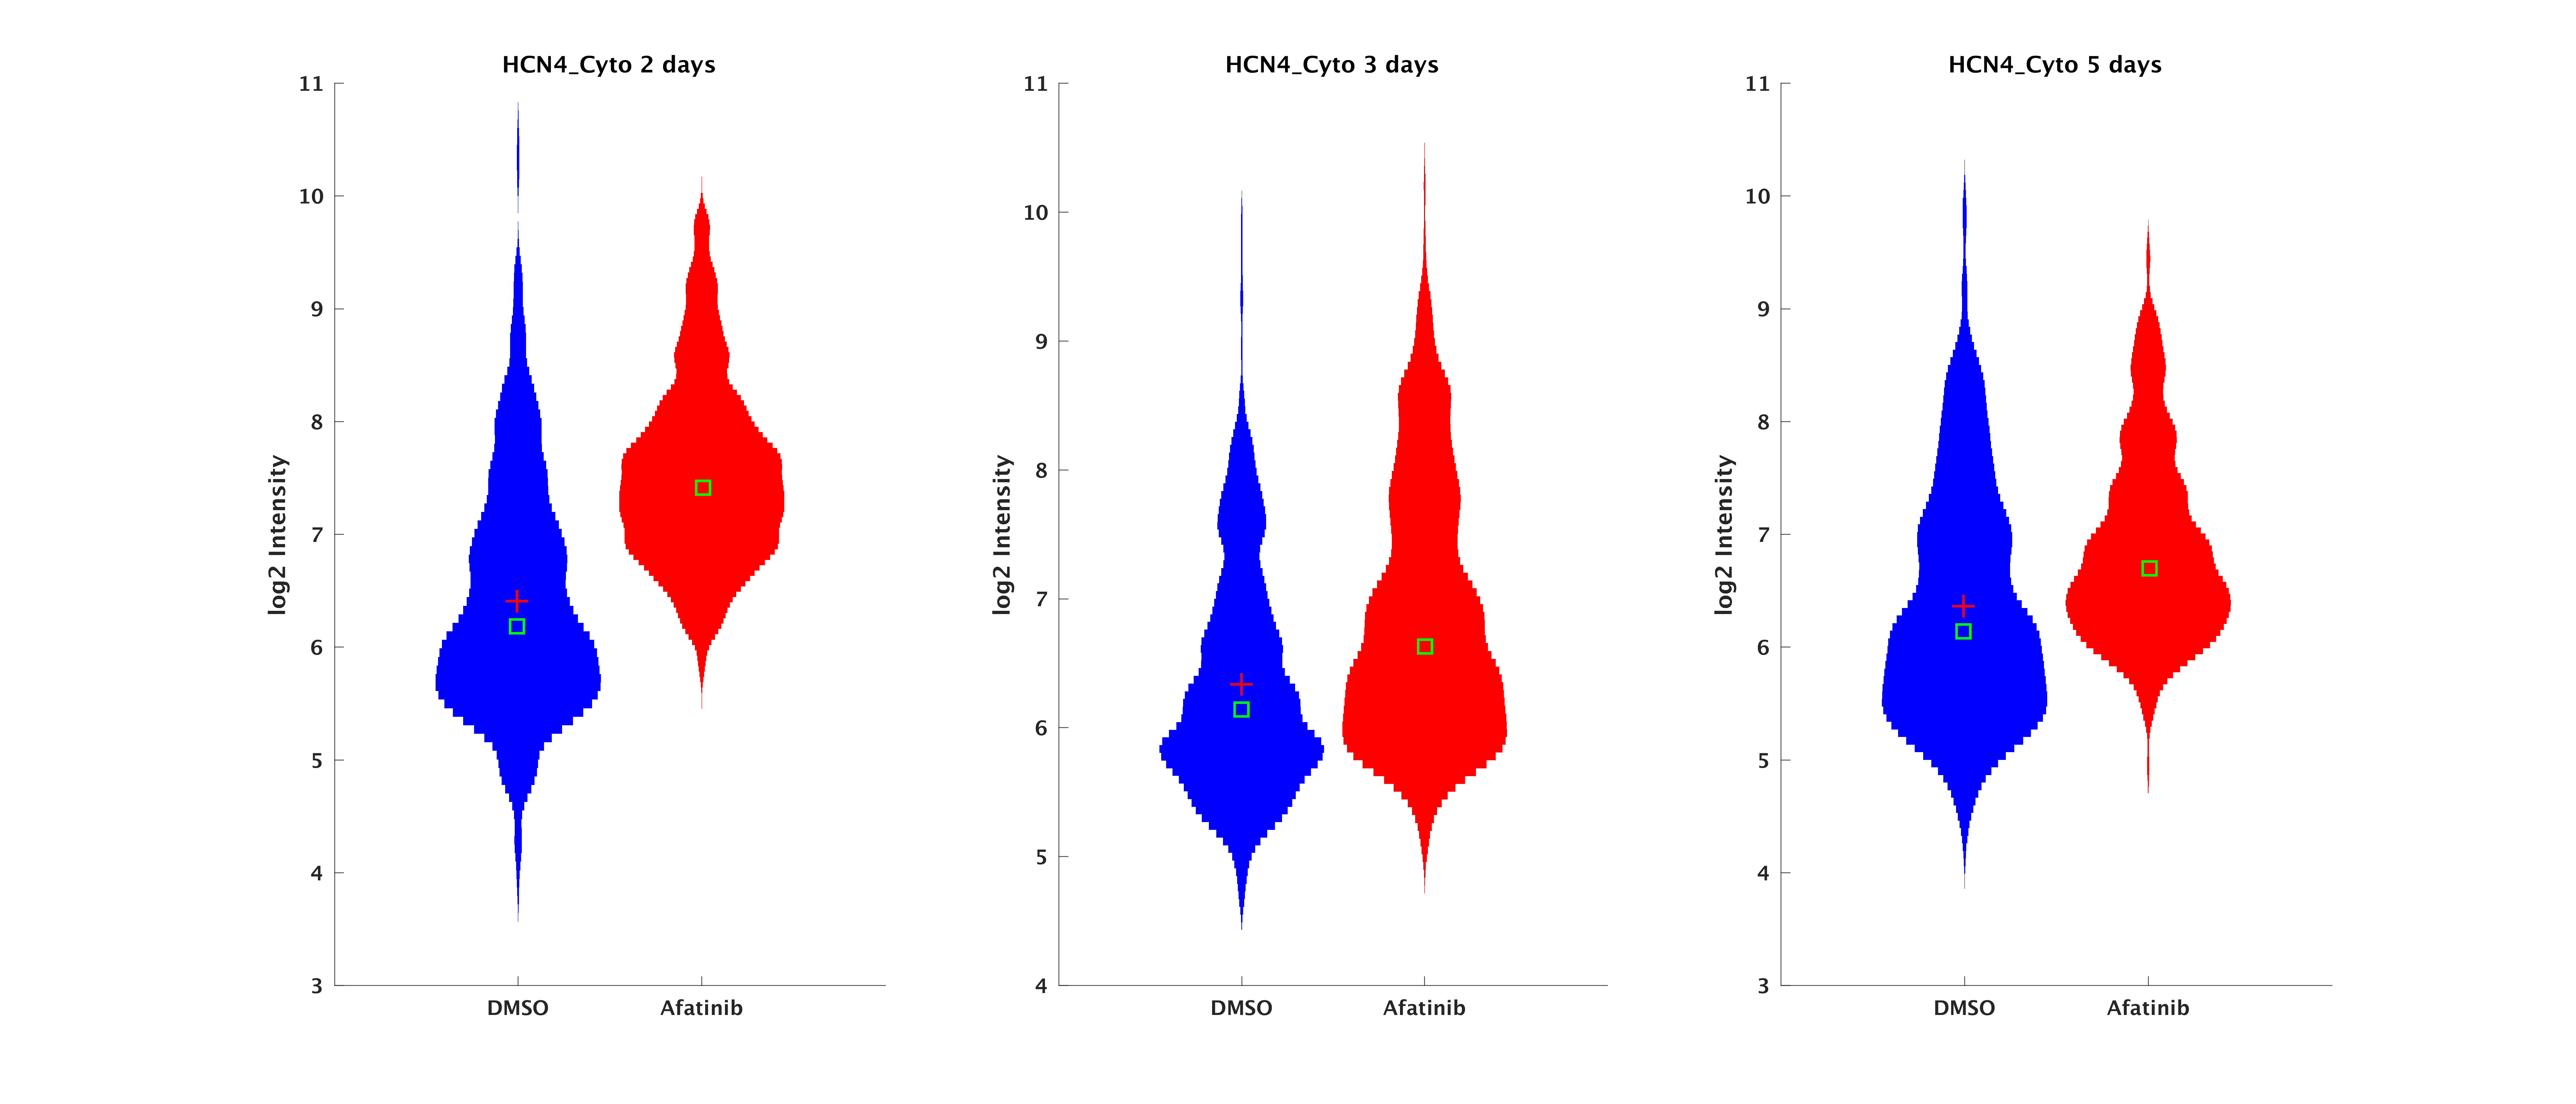 HCN4_Cyto 2 days
11
10
9
8
7
6
5
4
3
log2 Intensity
DMSO
Afatinib
HCN4_Cyto 3 days
11
10
9
8
7
6
5
4
log2 Intensity
DMSO
Afatinib
HCN4_Cyto 5 days
11
10
9
8
7
6
5
4
3
log2 Intensity
DMSO
Afatinib